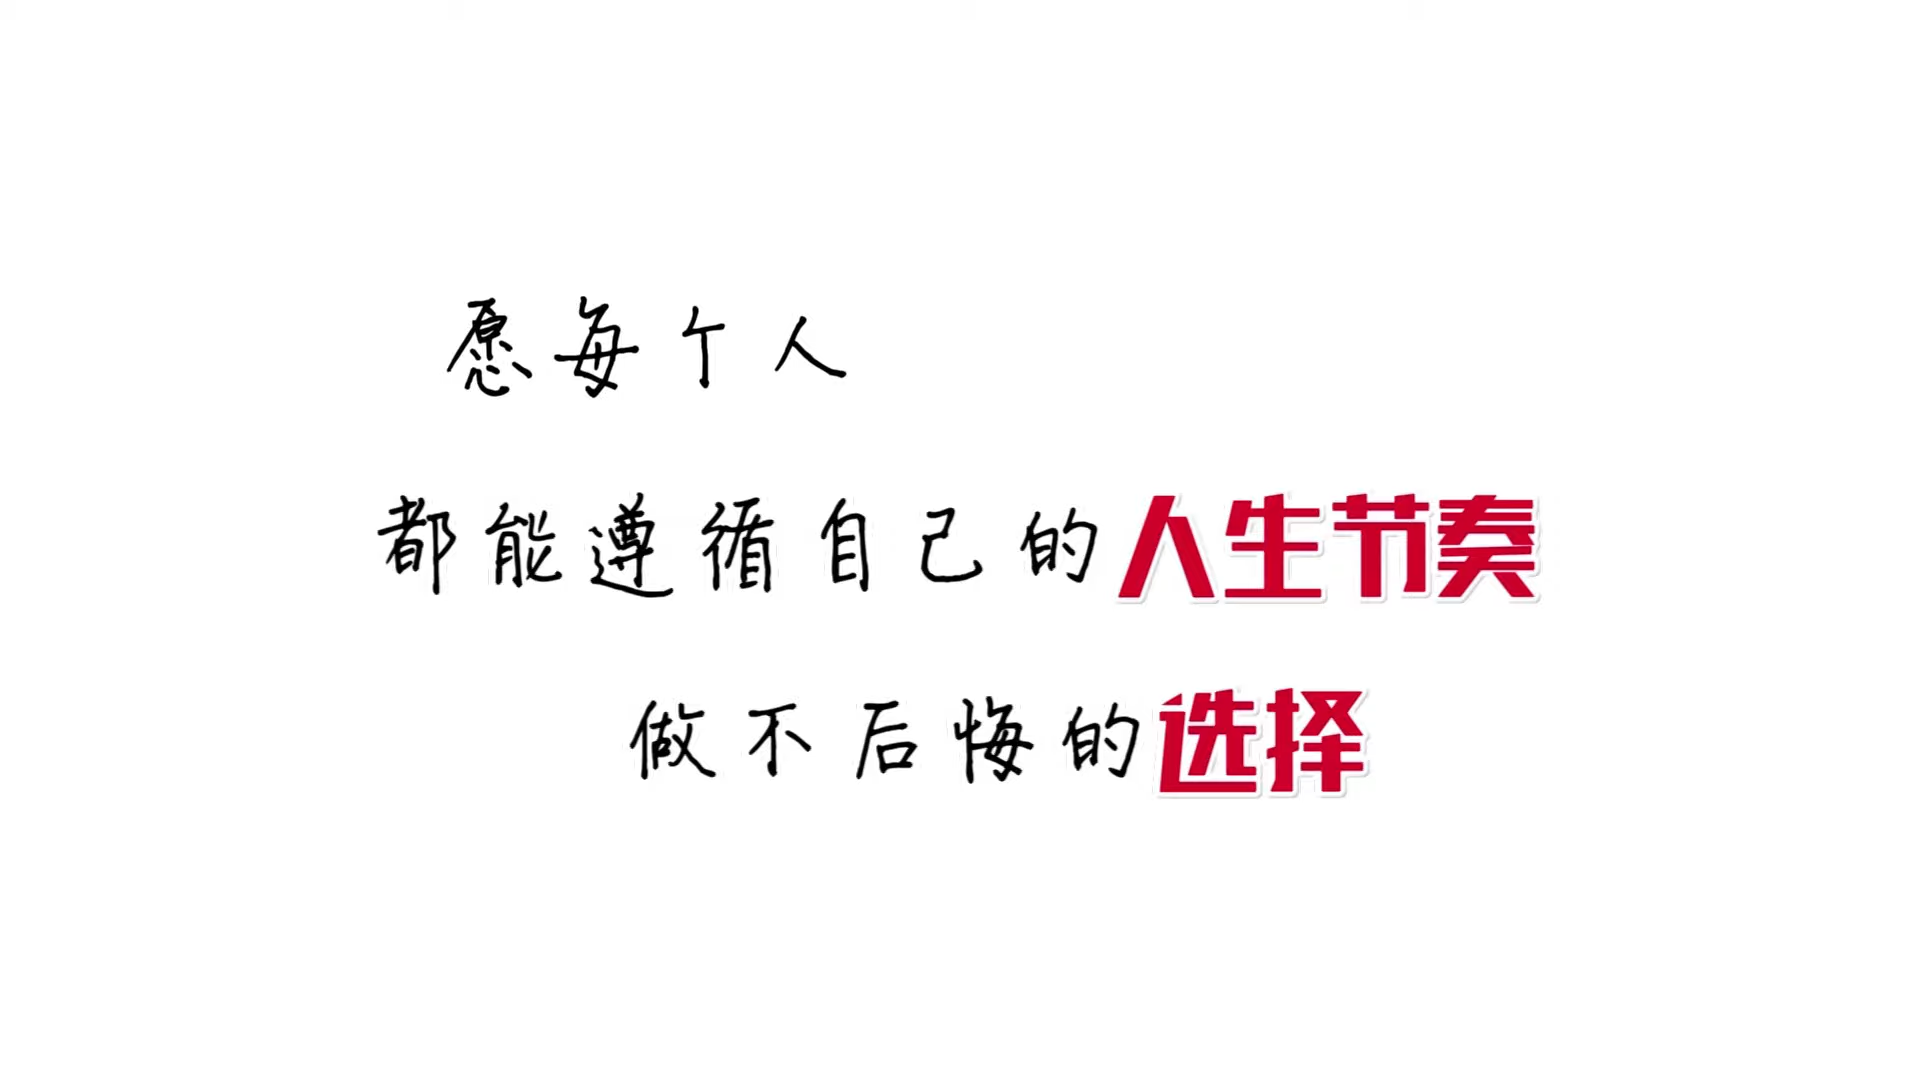 愿每个人
都能遵循自己的人生节奏
做不后悔的选择